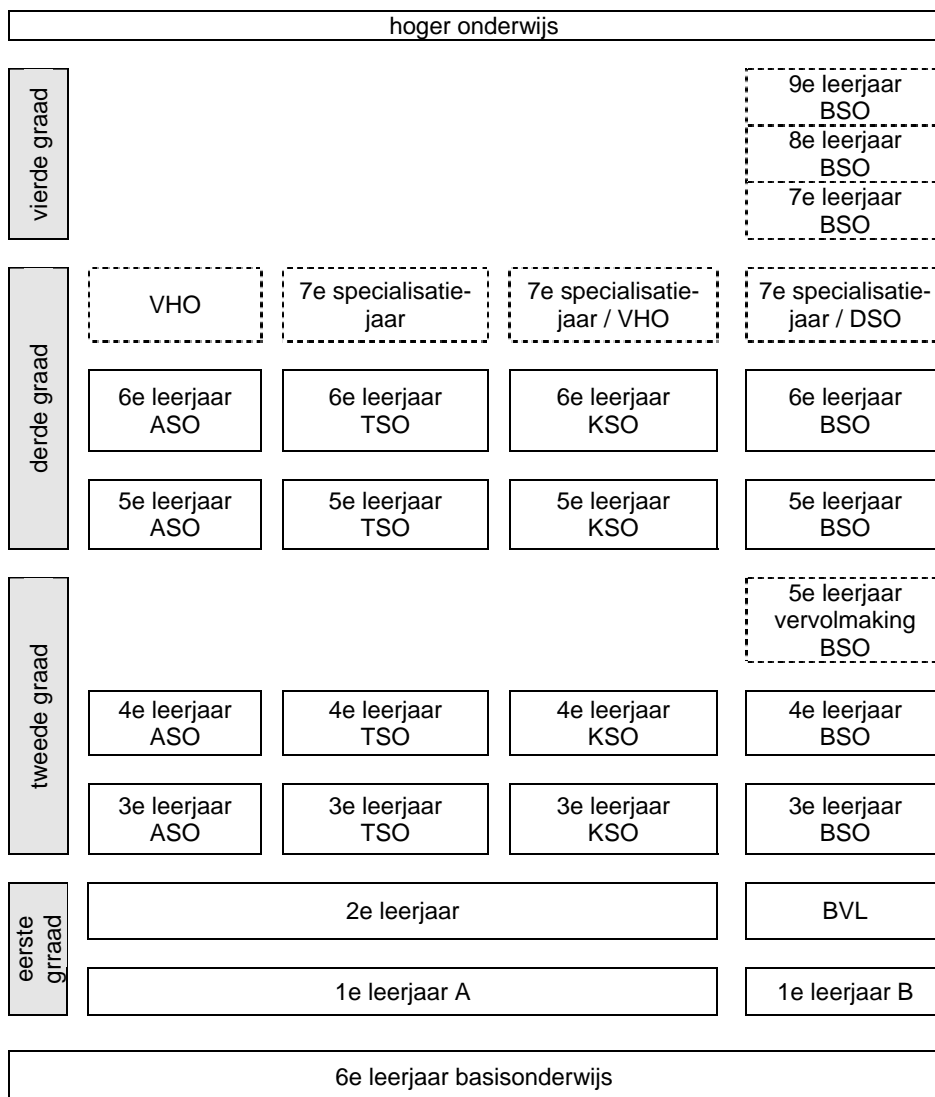 hoger onderwijs
vierde graad
9e leerjaar
BSO
8e leerjaar
BSO
7e leerjaar
BSO
derde graad
VHO
7e specialisatie-
jaar
7e specialisatie-
jaar / VHO
7e specialisatie-
jaar / DSO
6e leerjaar
ASO
6e leerjaar
TSO
6e leerjaar
KSO
6e leerjaar
BSO
5e leerjaar
ASO
5e leerjaar
TSO
5e leerjaar
KSO
5e leerjaar
BSO
tweede graad
5e leerjaar
vervolmaking
BSO
4e leerjaar
ASO
4e leerjaar
TSO
4e leerjaar
KSO
4e leerjaar
BSO
3e leerjaar
ASO
3e leerjaar
TSO
3e leerjaar
KSO
3e leerjaar
BSO
eerste
grraad
2e leerjaar
BVL
1e leerjaar A
1e leerjaar B
6e leerjaar basisonderwijs